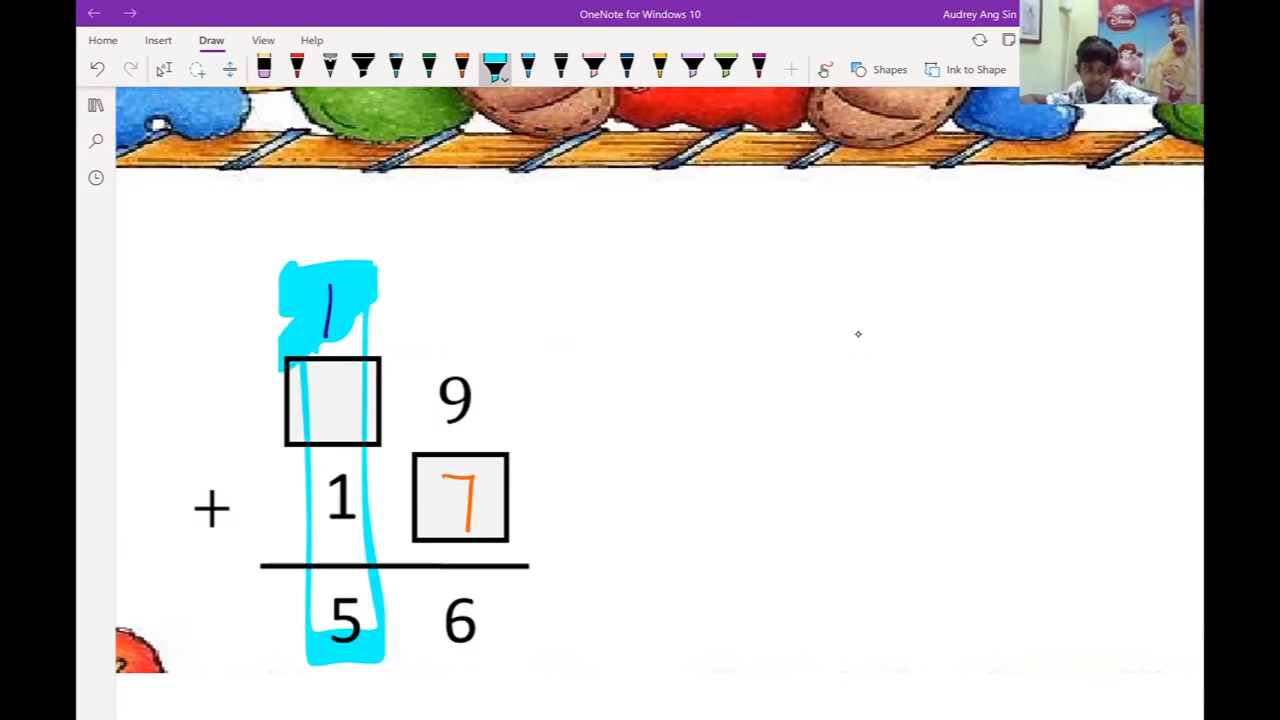 OneNote for Windows 10
Audrey Ang Sin
Home Insert Draw View Help
Shapes
Ink to Shape
Disney
1
9
+ 1 7
5 6